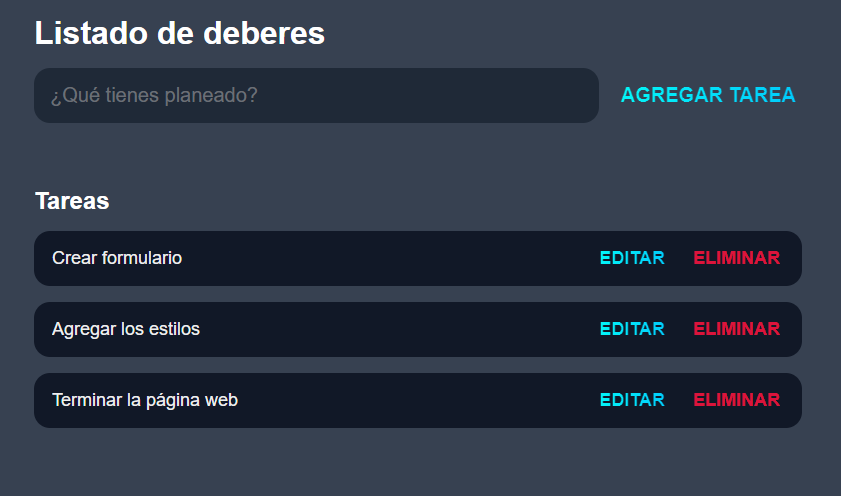 Listado de deberes
¿Qué tienes planeado? AGREGAR TAREA
Tareas
Crear formulario EDITAR ELIMINAR
Agregar los estilos EDITAR ELIMINAR
Terminar la página web EDITAR ELIMINAR